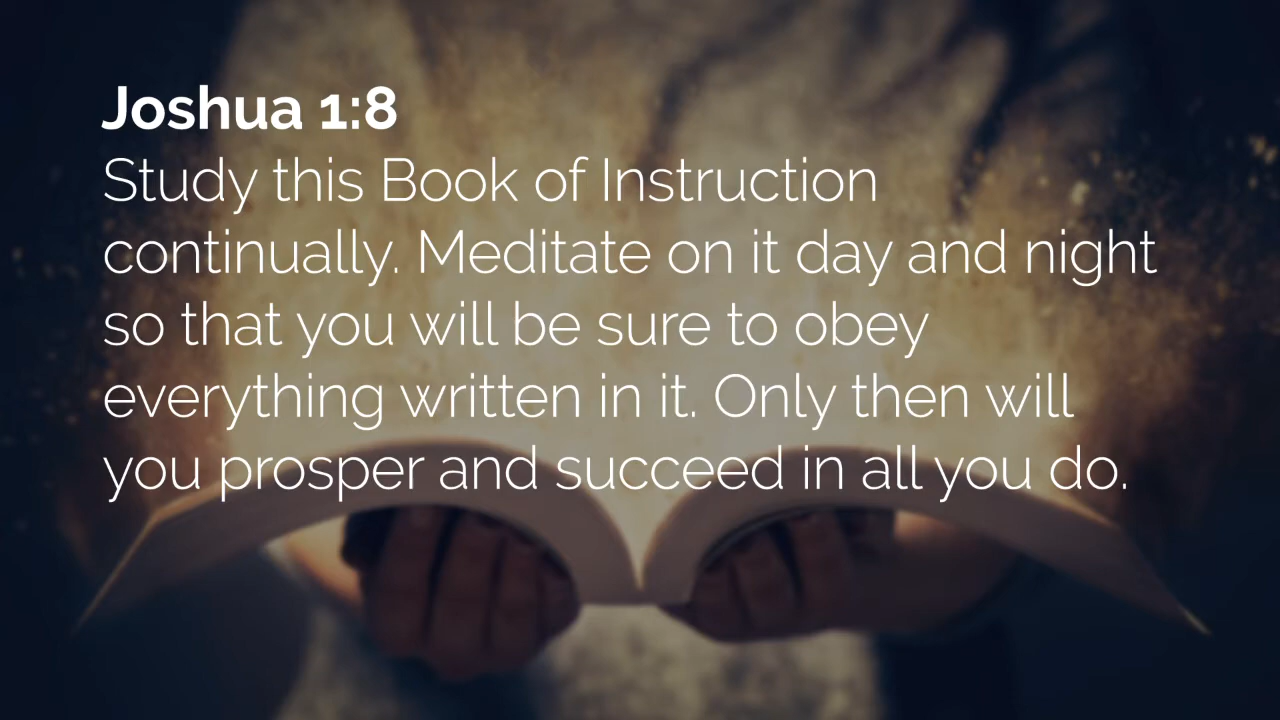 Joshua 1:8
Study this Book of Instruction
continually. Meditate on it day and night
so that you will be sure to obey
everything written in it. Only then will
you prosper and succeed in all you do.